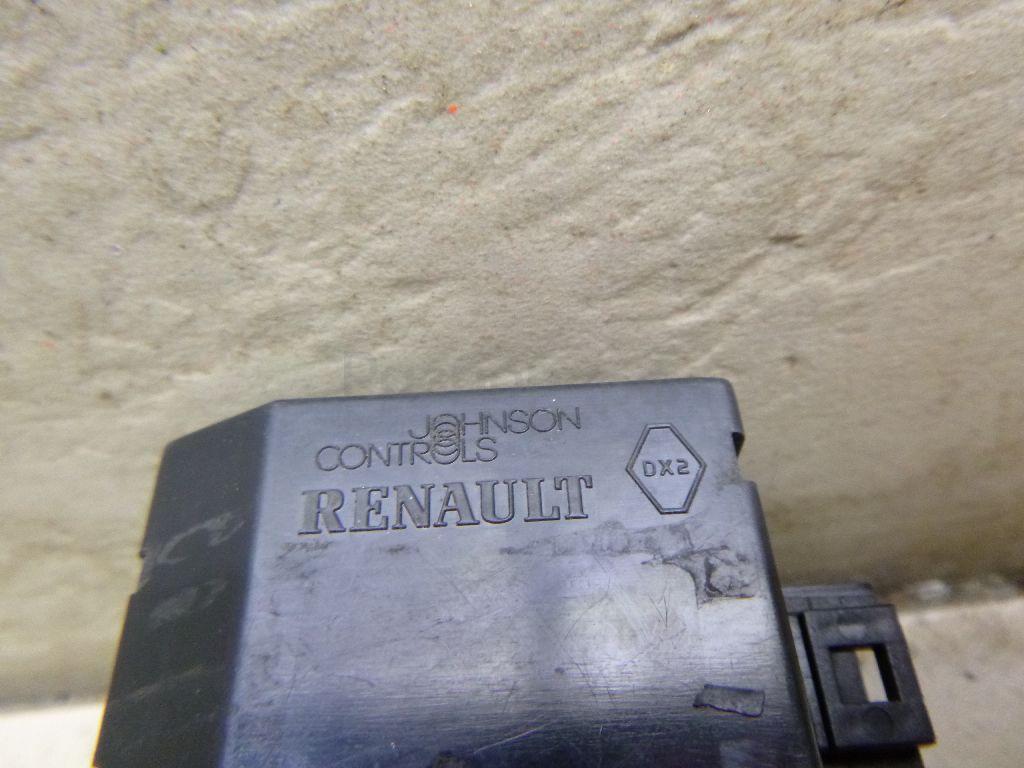 JOHNSON
CONTROLS
RENAULT
DX2